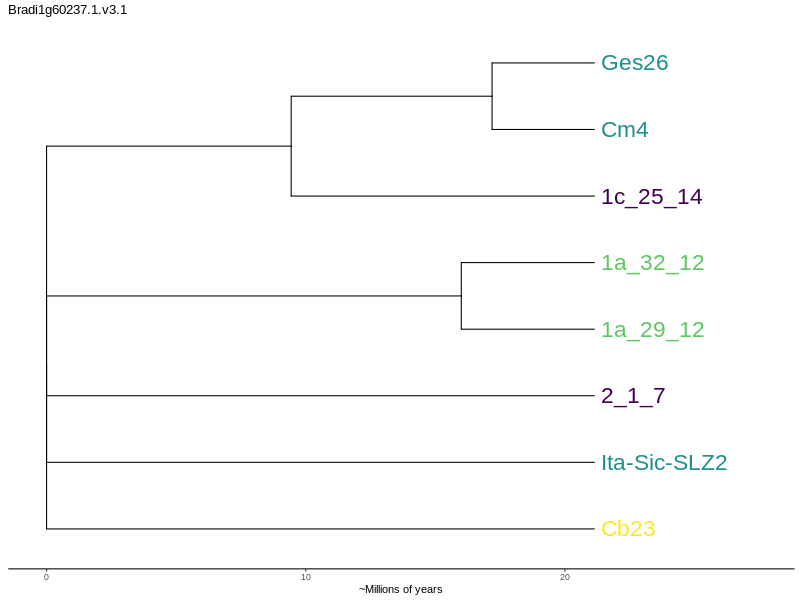 Bradi1g60237.1.v3.1
Ges26
Cm4
1c_25_14
1a_32_12
1a_29_12
2_1_7
Ita-Sic-SLZ2
Cb23
0 10 20
~Millions of years